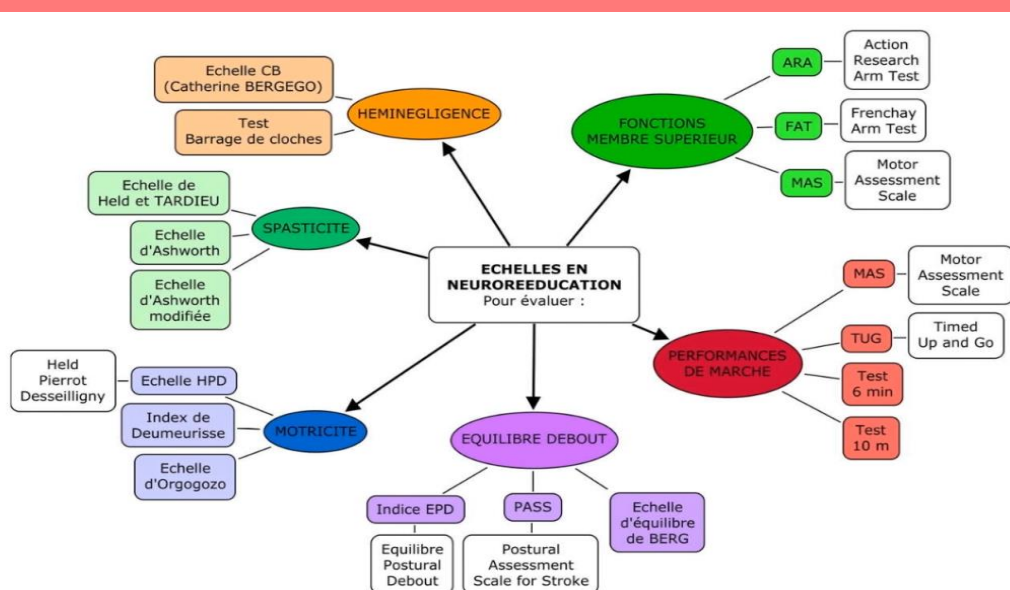 ECHELLES EN
NEUROREEDUCATION
Pour évaluer :
HEMINEGLIGENCE
Echelle CB
(Catherine BERGEGO)
Test
Barrage de cloches
FONCTIONS
MEMBRE SUPERIEUR
ARA
Action
Research
Arm Test
FAT
Frenchay
Arm Test
MAS
Motor
Assessment
Scale
SPASTICITE
Echelle de
Held et TARDIEU
Echelle
d'Ashworth
Echelle
d'Ashworth
modifiée
PERFORMANCES
DE MARCHE
MAS
Motor
Assessment
Scale
TUG
Timed
Up and Go
Test
6 min
Test
10 m
MOTRICITE
Echelle HPD
Held
Pierrot
Desseilligny
Index de
Deumeurisse
Echelle
d'Orgogozo
EQUILIBRE DEBOUT
Indice EPD
Equilibre
Postural
Debout
PASS
Postural
Assessment
Scale for Stroke
Echelle
d'équilibre
de BERG